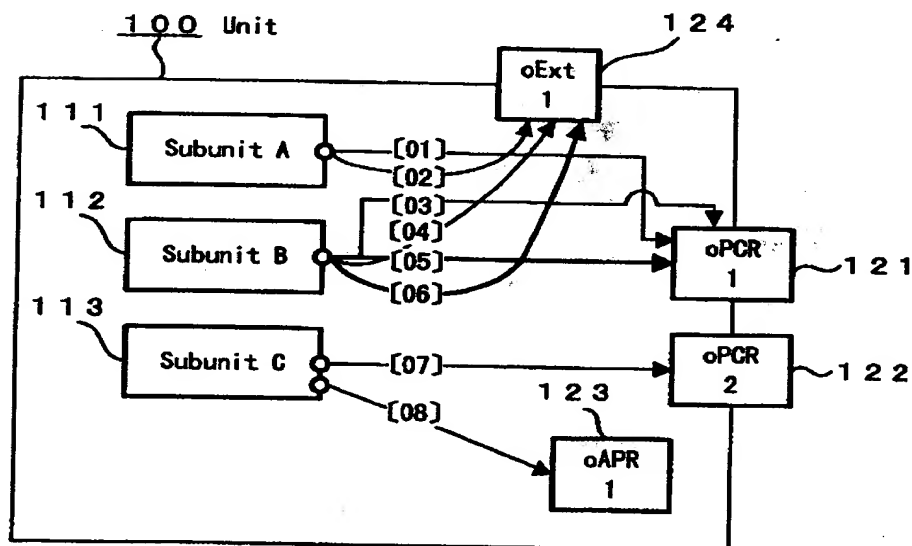 100 Unit
124
oExt
1
111
Subunit A
[01]
[02]
112
[03]
Subunit B
[04]
[05]
[06]
oPCR
1
121
113
Subunit C
[07]
oPCR
2
122
[08]
123
oAPR
1